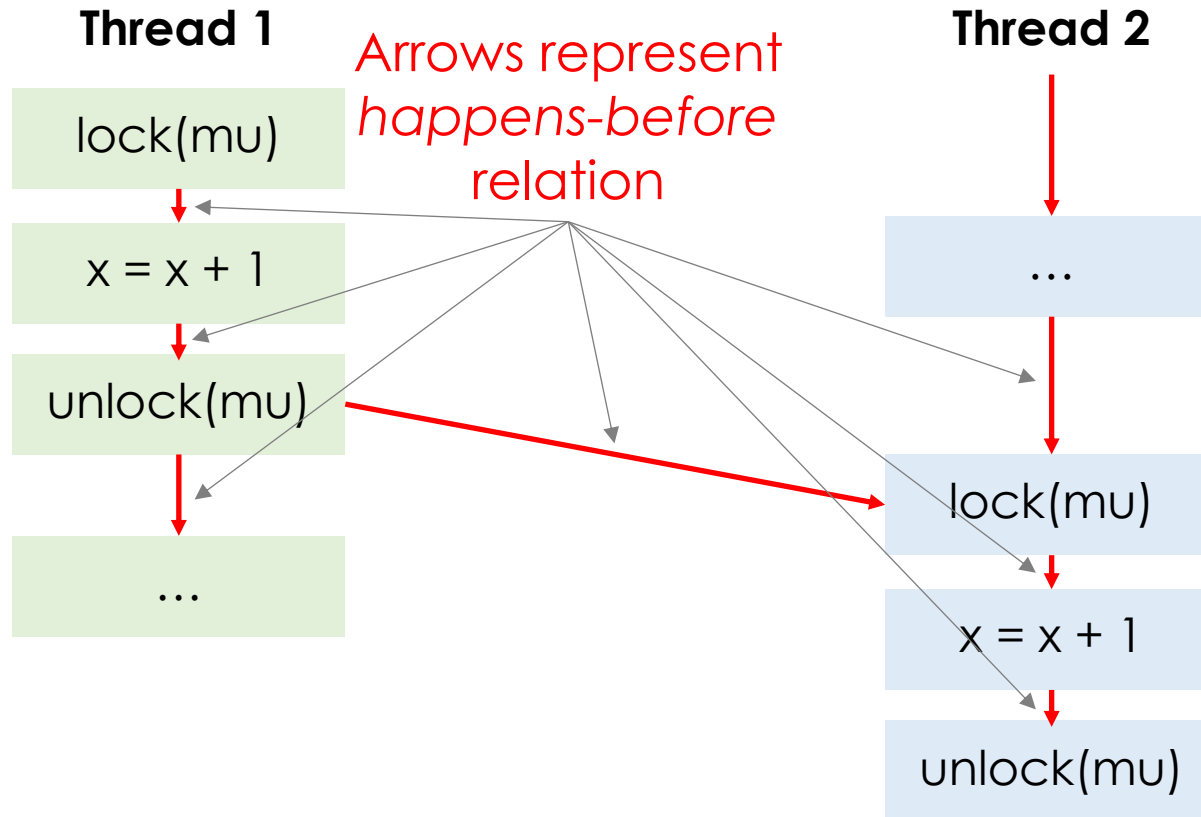 Thread 1
Arrows represent
happens-before
relation
Thread 2
lock(mu)
x = x + 1
unlock(mu)
...
...
lock(mu)
x = x + 1
unlock(mu)